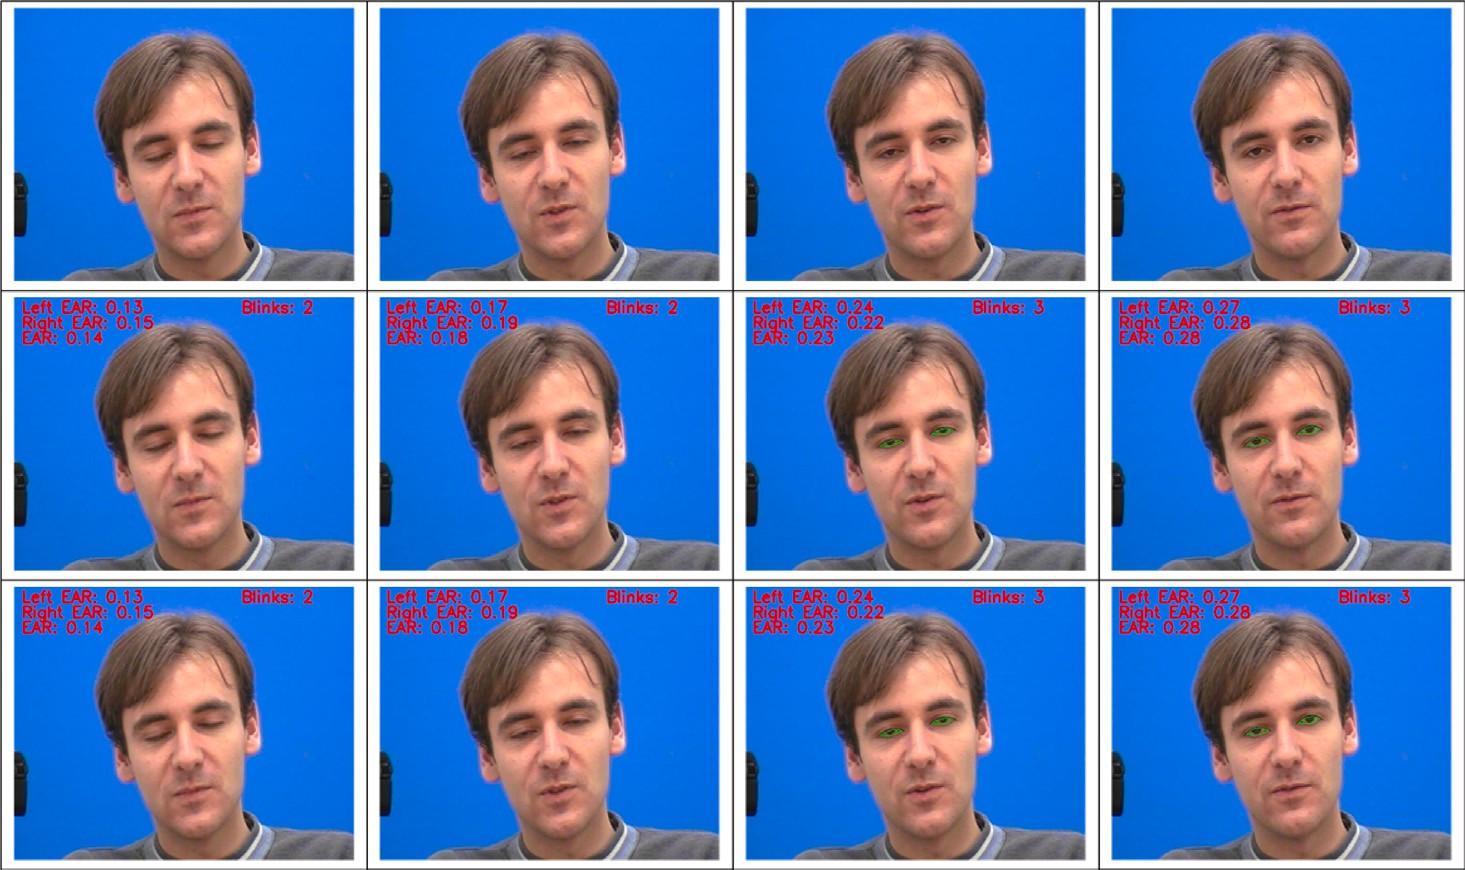 Left EAR: 0.13 Blinks: 2
Right EAR: 0.15
EAR: 0.14
Left EAR: 0.17 Blinks: 2
Right EAR: 0.19
EAR: 0.18
Left EAR: 0.24 Blinks: 3
Right EAR: 0.22
EAR: 0.23
Left EAR: 0.27 Blinks: 3
Right EAR: 0.28
EAR: 0.28
Left EAR: 0.13 Blinks: 2
Right EAR: 0.15
EAR: 0.14
Left EAR: 0.17 Blinks: 2
Right EAR: 0.19
EAR: 0.18
Left EAR: 0.24 Blinks: 3
Right EAR: 0.22
EAR: 0.23
Left EAR: 0.27 Blinks: 3
Right EAR: 0.28
EAR: 0.28